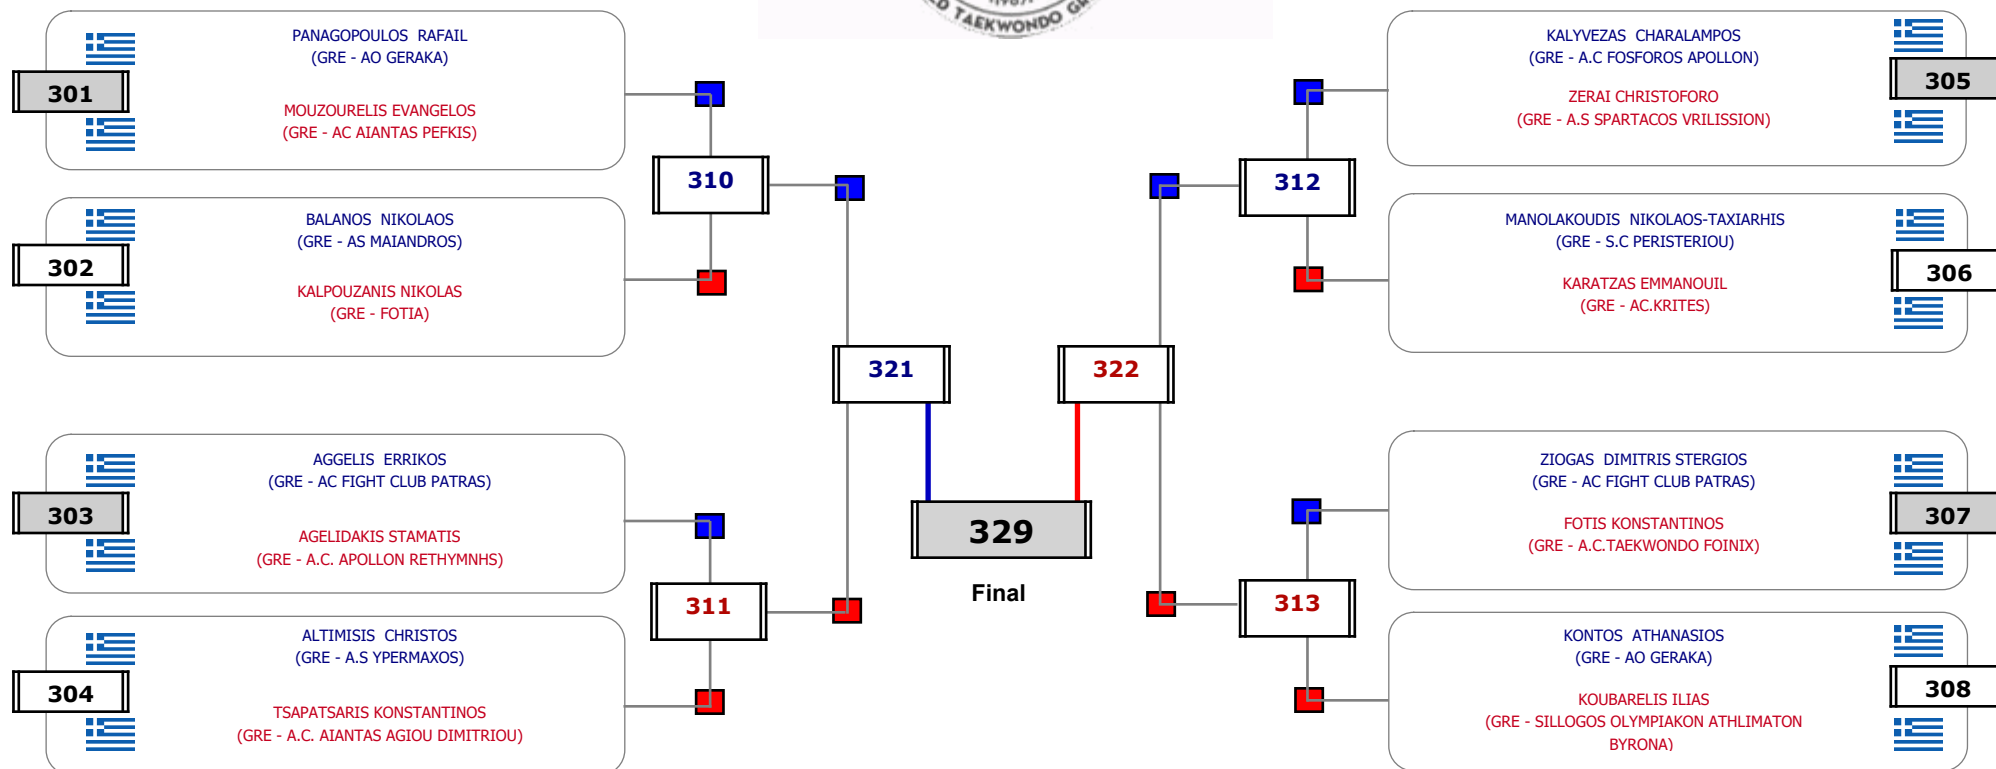 TAEKWONDO
PANAGOPOULOS RAFAIL
(GRE - AO GERAKA)
301
MOUZOURELIS EVANGELOS
(GRE - AC AIANTAS PEFKIS)
BALANOS NIKOLAOS
(GRE - AS MAIANDROS)
302
KALPOUZANIS NIKOLAS
(GRE - FOTIA)
310
AGGELIS ERRIKOS
(GRE - AC FIGHT CLUB PATRAS)
303
AGELIDAKIS STAMATIS
(GRE - A.C. APOLLON RETHYMNHS)
ALTIMISIS CHRISTOS
(GRE - A.S YPERMAXOS)
304
TSAPATSARIS KONSTANTINOS
(GRE - A.C. AIANTAS AGIOU DIMITRIOU)
311
321
329
Final
322
312
313
KALYVEZAS CHARALAMPOS
(GRE - A.C FOSFOROS APOLLON)
305
ZERAI CHRISTOFORO
(GRE - A.S SPARTACOS VRILISSION)
MANOLAKOUDIS NIKOLAOS-TAXIARHIS
(GRE - S.C PERISTERIOU)
306
KARATZAS EMMANOUIL
(GRE - AC.KRITES)
ZIOGAS DIMITRIS STERGIOS
(GRE - AC FIGHT CLUB PATRAS)
307
FOTIS KONSTANTINOS
(GRE - A.C.TAEKWONDO FOINIX)
KONTOS ATHANASIOS
(GRE - AO GERAKA)
308
KOUBARELIS ILIAS
(GRE - SILLOGOS OLYMPIAKON ATHLIMATON
BYRONA)